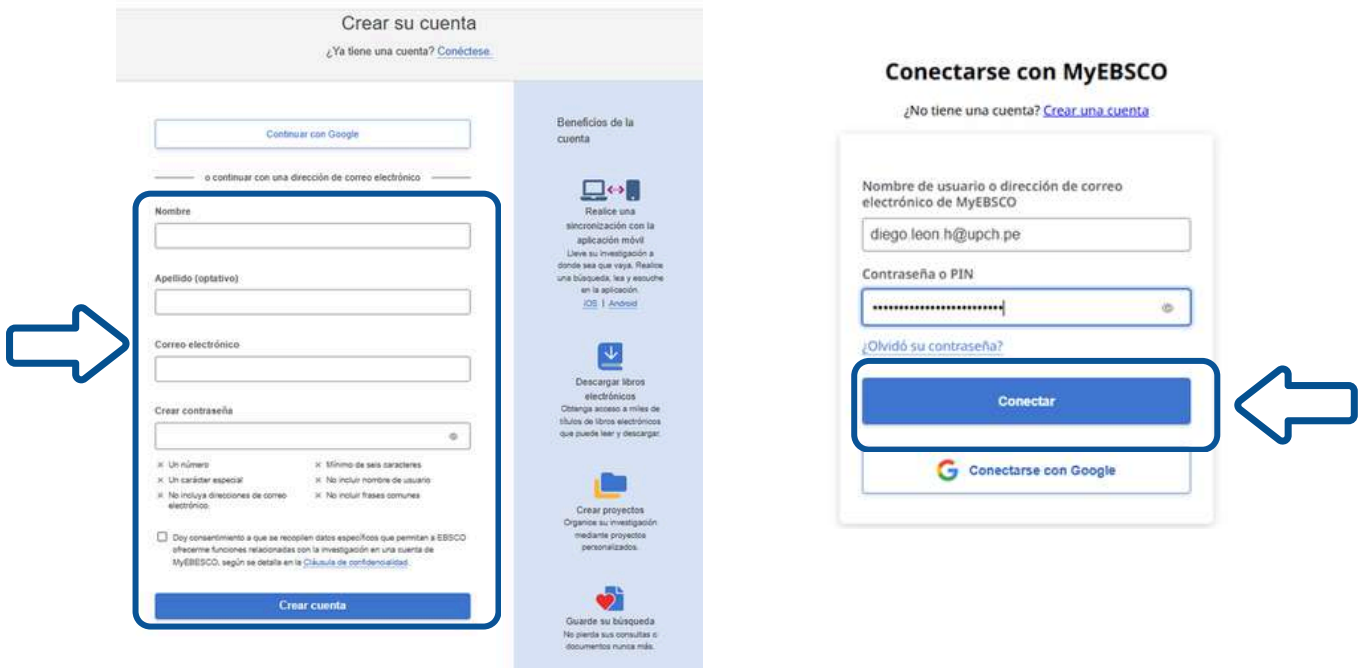 Crear su cuenta
¿Ya tiene una cuenta? Conéctese.
Continuar con Google
o continuar con una dirección de correo electrónico
Nombre
Apellido (optativo)
Correo electrónico
Crear contraseña
× Un número
× Un carácter especial
× No incluya direcciones de correo
electrónico.
× Mínimo de seis caracteres
× No incluir nombre de usuario
× No incluir frases comunes
Doy consentimiento a que se recopilen datos específicos que permitan a EBSCO
ofrecerme funciones relacionadas con la investigación en una cuenta de
MyEBESCO, según se detalla en la Cláusula de confidencialidad.
Crear cuenta
Beneficios de la
cuenta
Realice una
sincronización con la
aplicación móvil
Lleve su investigación a
donde sea que vaya. Realice
una búsqueda, lea y escuche
en la aplicación.
iOS | Android
Descargar libros
electrónicos
Obtenga acceso a miles de
títulos de libros electrónicos
que puede leer y descargar.
Crear proyectos
Organice su investigación
mediante proyectos
personalizados.
Guarde su búsqueda
No pierda sus consultas o
documentos nunca más.
Conectarse con MyEBSCO
¿No tiene una cuenta? Crear una cuenta
Nombre de usuario o dirección de correo
electrónico de MyEBSCO
diego.leon.h@upch.pe
Contraseña o PIN
¿Olvidó su contraseña?
Conectar
Conectarse con Google